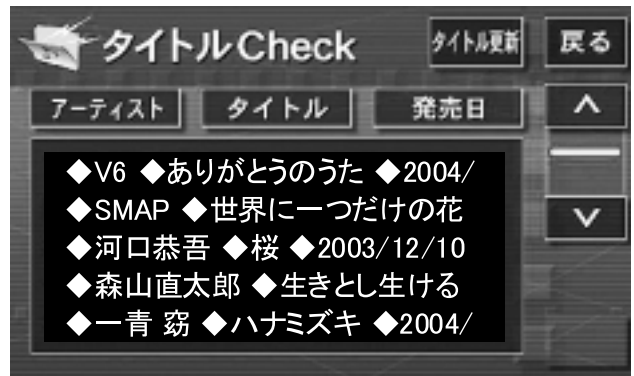 タイトルCheck タイトル更新 戻る
アーティスト タイトル 発売日
◆V6 ◆ありがとうのうた ◆2004/
◆SMAP ◆世界に一つだけの花
◆河口恭吾 ◆桜 ◆2003/12/10
◆森山直太郎 ◆生きとし生ける
◆一青 窈 ◆ハナミズキ ◆2004/